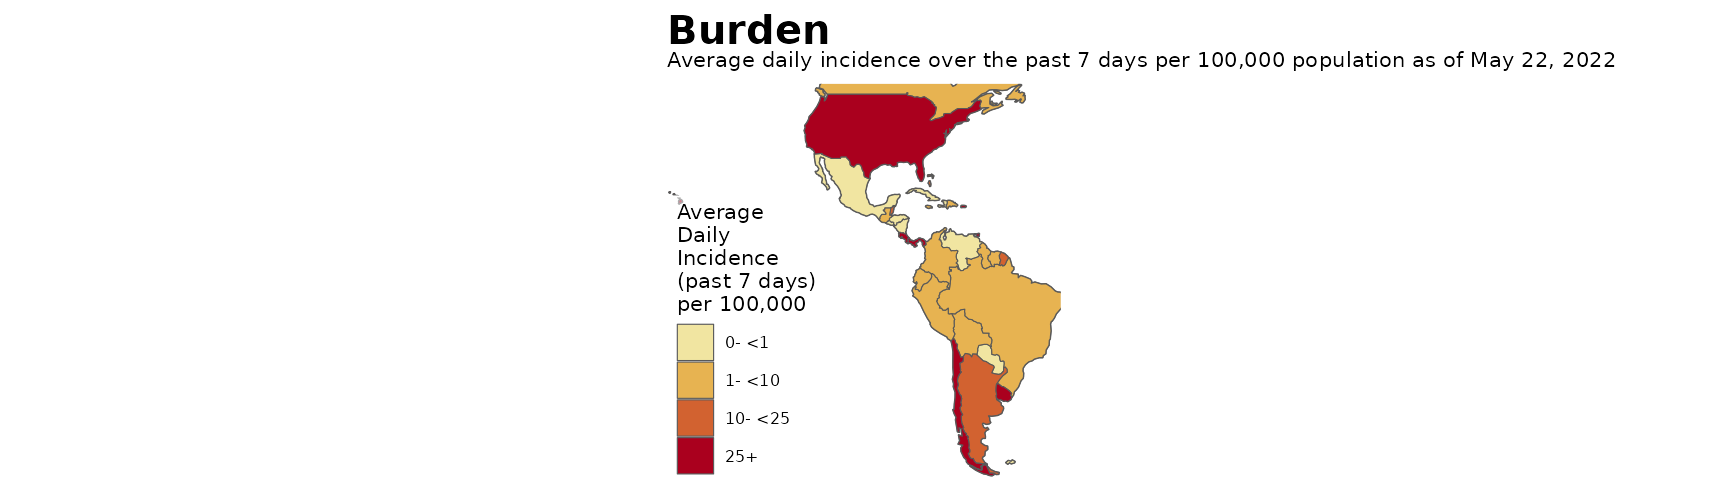 Burden
Average daily incidence over the past 7 days per 100,000 population as of May 22, 2022
Average
Daily
Incidence
(past 7 days)
per 100,000
0- <1
1- <10
10- <25
25+